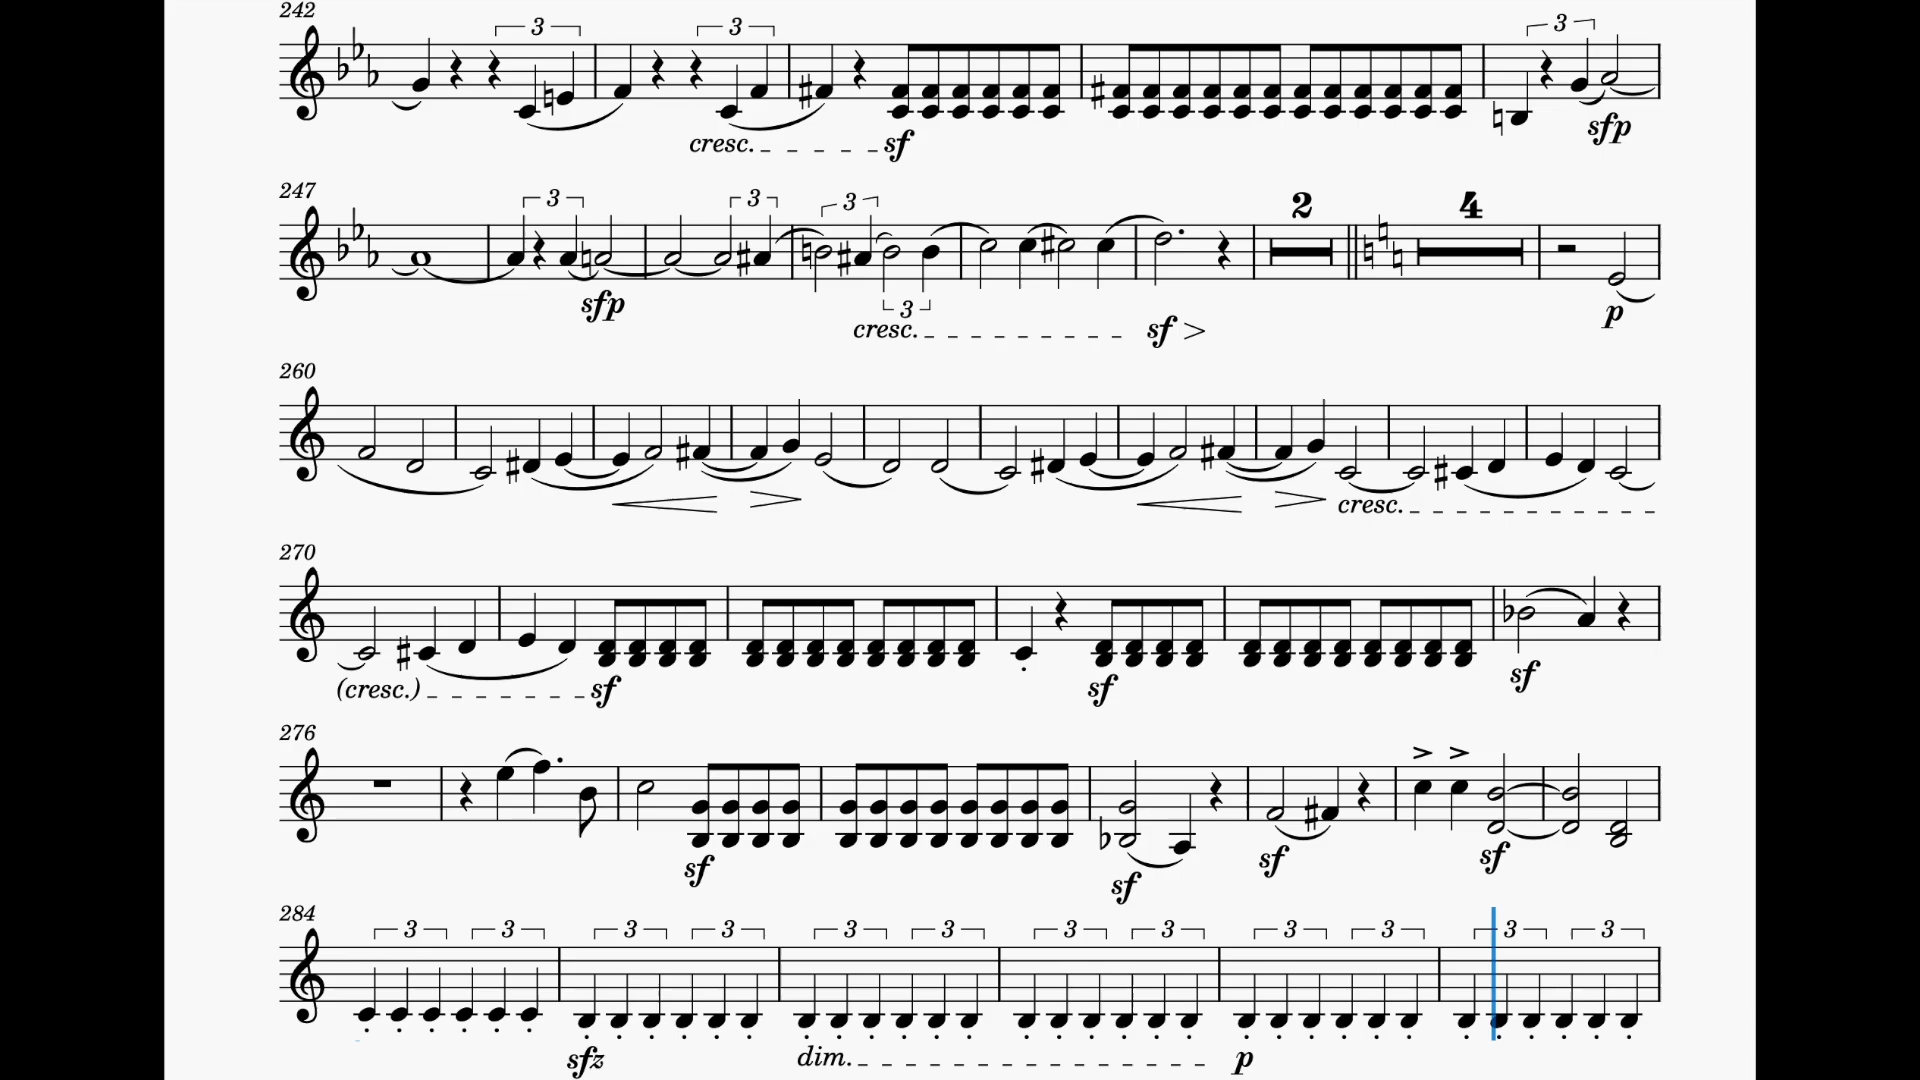 242
3 3 3
cresc. sf sfp
247
3 3 3 2 4
3
sfp cresc. sf p
260
cresc.
270
(cresc.) sf sf sf
276
sf sf sf sf
284
3 3 3 3 3 3 3 3 3 3 3 3
sfz dim. p